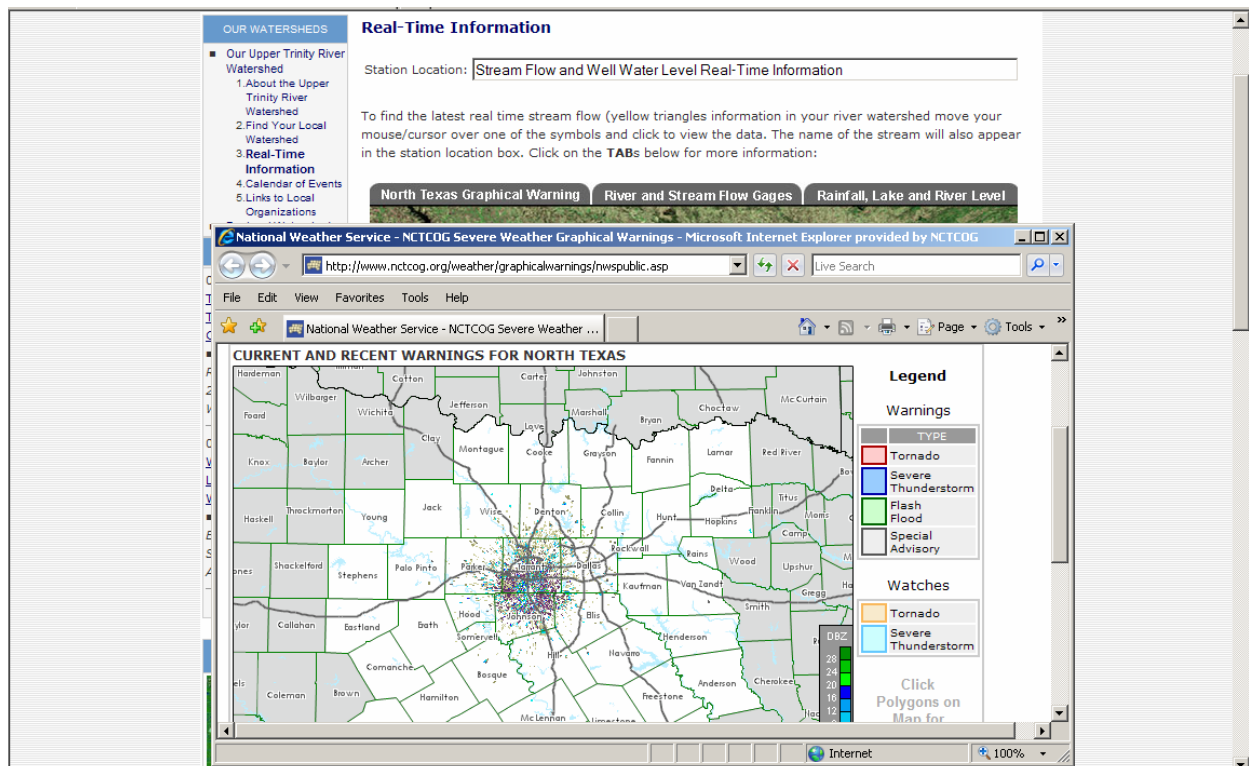 OUR WATERSHEDS
■ Our Upper Trinity River
Watershed
1.About the Upper
Trinity River
Watershed
2.Find Your Local
Watershed
3.Real-Time
Information
4.Calendar of Events
5.Links to Local
Organizations
Real-Time Information
Station Location: Stream Flow and Well Water Level Real-Time Information
To find the latest real time stream flow (yellow triangles information in your river watershed move your
mouse/cursor over one of the symbols and click to view the data. The name of the stream will also appear
in the station location box. Click on the TABs below for more information:
North Texas Graphical Warning River and Stream Flow Gages Rainfall, Lake and River Level
National Weather Service - NCTCOG Severe Weather Graphical Warnings - Microsoft Internet Explorer provided by NCTCOG
http://www.nctcog.org/weather/graphicalwarnings/nwspublic.asp Live Search
File Edit View Favorites Tools Help
National Weather Service - NCTCOG Severe Weather ... Page Tools »
CURRENT AND RECENT WARNINGS FOR NORTH TEXAS
Hardeman Cotton Carter Johnston
Wilbarger Jefferson Mc Curtain
Foard Wichita Marshall Bryan Choctaw
Love
Clay
Knox Baylor Archer Montague Cooke Grayson Fannin Lamar Red River
Delta Titus
Haskell Throckmorton Young Jack Wise Denton Collin Hunt Hopkins Franklin Morris
Camp
Rockwall Rains
Shackelford Stephens Palo Pinto Parker Tarrant Dallas Wood Upshur
Kaufman Van Zandt Gregg
Smith
Callahan Eastland Erath Hood Johnson Ellis
Somervell Henderson
Hill Navarro
Comanche Bosque
Coleman Brown Hamilton Freestone Anderson Cherokee
Mc Lennan Limestone
DBZ
28
24
20
16
12
Legend
Warnings
TYPE
Tornado
Severe
Thunderstorm
Flash
Flood
Special
Advisory
Watches
Tornado
Severe
Thunderstorm
Click
Polygons on
Map for
Internet 100%